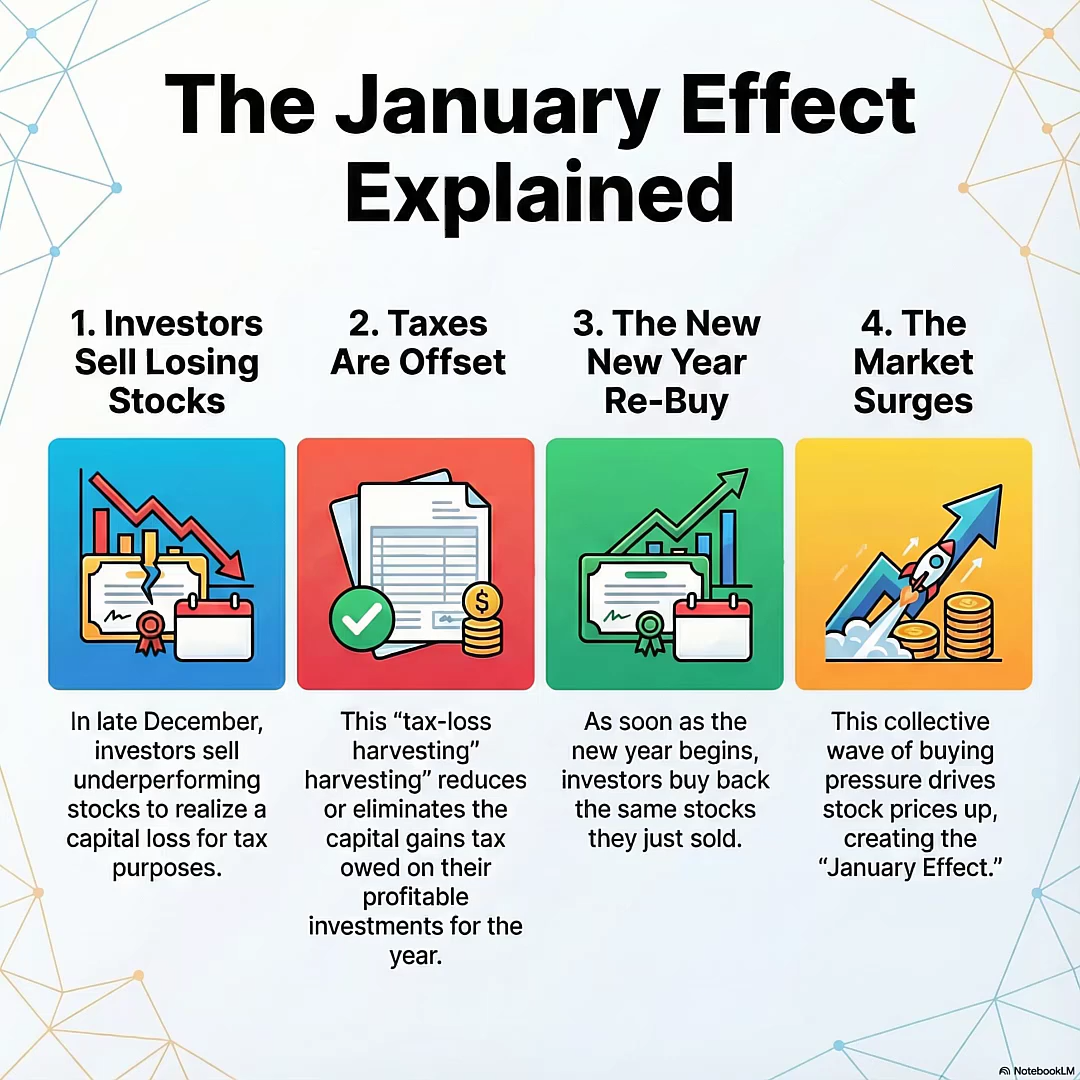 The January Effect
Explained
1. Investors
Sell Losing
Stocks
2. Taxes
Are Offset
3. The New
New Year
Re-Buy
4. The
Market
Surges
$
In late December,
investors sell
underperforming
stocks to realize a
capital loss for tax
purposes.
This “tax-loss
harvesting”
harvesting” reduces
or eliminates the
capital gains tax
owed on their
profitable
investments for the
year.
As soon as the
new year begins,
investors buy back
the same stocks
they just sold.
This collective
wave of buying
pressure drives
stock prices up,
creating the
“January Effect.”
NotebookLM